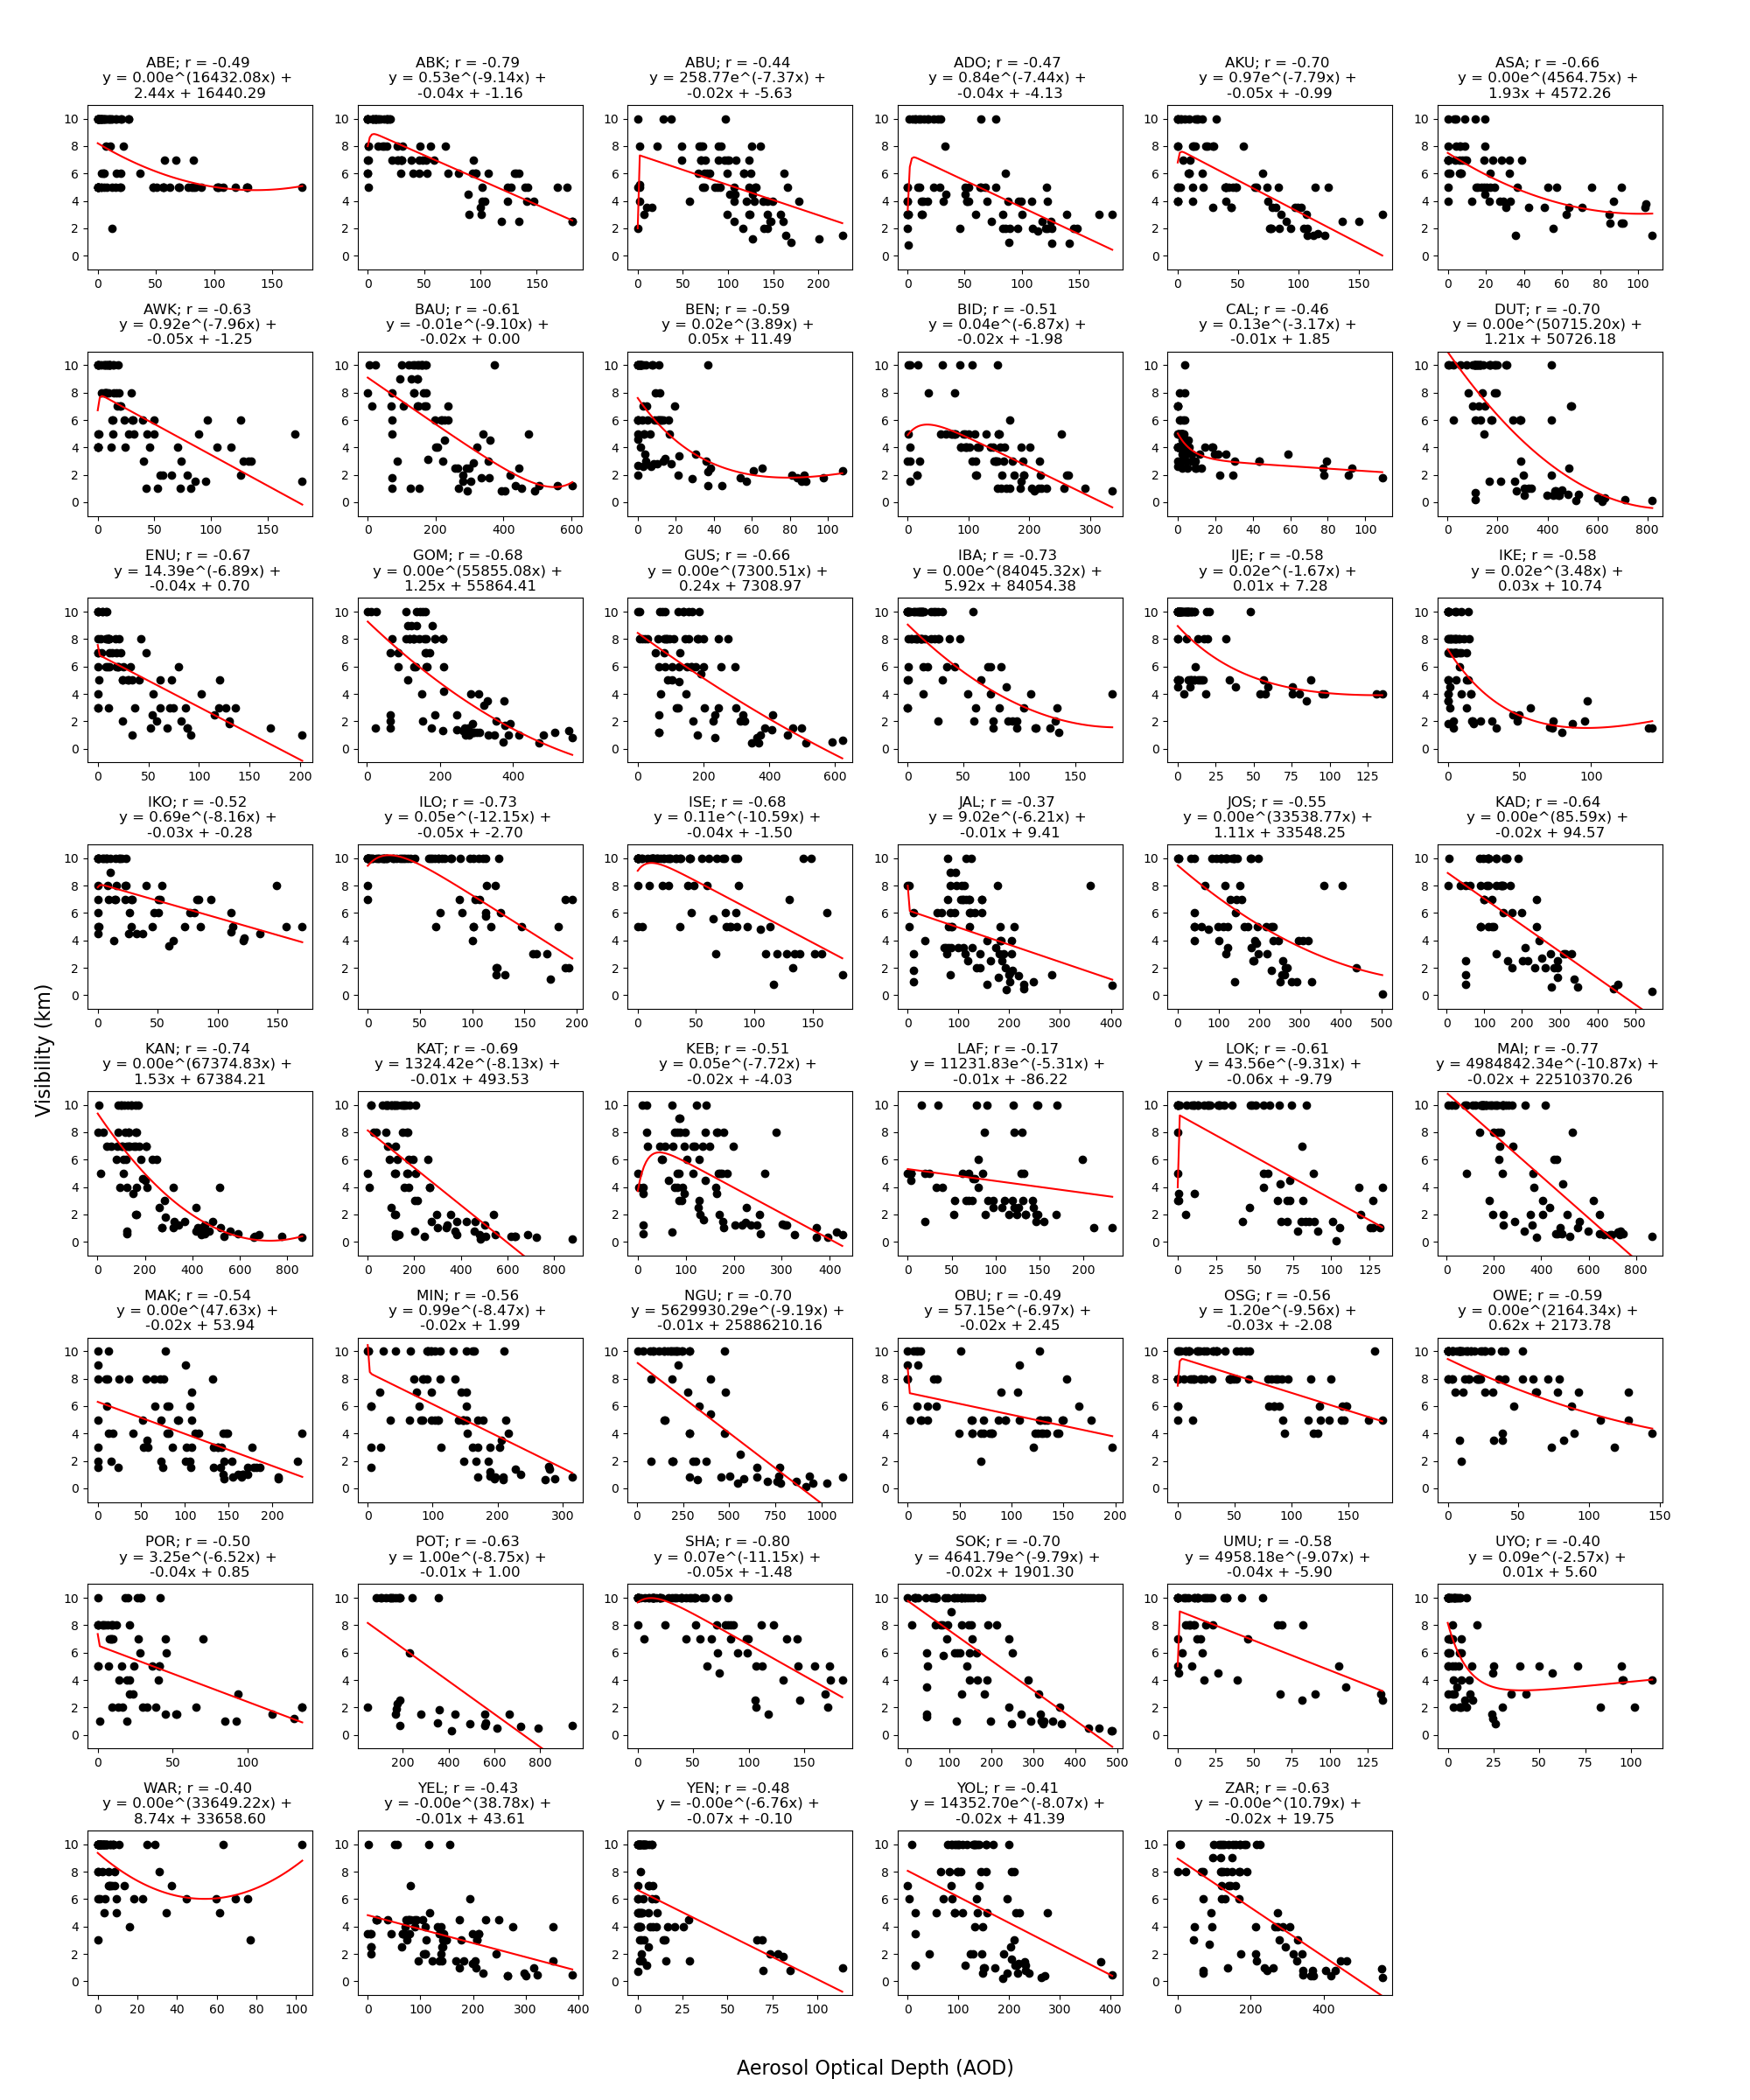 ABE; r = -0.49
y = 0.00e^(16432.08x) +
2.44x + 16440.29
ABK; r = -0.79
y = 0.53e^(-9.14x) +
-0.04x + -1.16
ABU; r = -0.44
y = 258.77e^(-7.37x) +
-0.02x + -5.63
ADO; r = -0.47
y = 0.84e^(-7.44x) +
-0.04x + -4.13
AKU; r = -0.70
y = 0.97e^(-7.79x) +
-0.05x + -0.99
ASA; r = -0.66
y = 0.00e^(4564.75x) +
1.93x + 4572.26
AWK; r = -0.63
y = 0.92e^(-7.96x) +
-0.05x + -1.25
BAU; r = -0.61
y = -0.01e^(-9.10x) +
-0.02x + 0.00
BEN; r = -0.59
y = 0.02e^(3.89x) +
0.05x + 11.49
BID; r = -0.51
y = 0.04e^(-6.87x) +
-0.02x + -1.98
CAL; r = -0.46
y = 0.13e^(-3.17x) +
-0.01x + 1.85
DUT; r = -0.70
y = 0.00e^(50715.20x) +
1.21x + 50726.18
ENU; r = -0.67
y = 14.39e^(-6.89x) +
-0.04x + 0.70
GOM; r = -0.68
y = 0.00e^(55855.08x) +
1.25x + 55864.41
GUS; r = -0.66
y = 0.00e^(7300.51x) +
0.24x + 7308.97
IBA; r = -0.73
y = 0.00e^(84045.32x) +
5.92x + 84054.38
IJE; r = -0.58
y = 0.02e^(-1.67x) +
0.01x + 7.28
IKE; r = -0.58
y = 0.02e^(3.48x) +
0.03x + 10.74
IKO; r = -0.52
y = 0.69e^(-8.16x) +
-0.03x + -0.28
ILO; r = -0.73
y = 0.05e^(-12.15x) +
-0.05x + -2.70
ISE; r = -0.68
y = 0.11e^(-10.59x) +
-0.04x + -1.50
JAL; r = -0.37
y = 9.02e^(-6.21x) +
-0.01x + 9.41
JOS; r = -0.55
y = 0.00e^(33538.77x) +
1.11x + 33548.25
KAD; r = -0.64
y = 0.00e^(85.59x) +
-0.02x + 94.57
KAN; r = -0.74
y = 0.00e^(67374.83x) +
1.53x + 67384.21
KAT; r = -0.69
y = 1324.42e^(-8.13x) +
-0.01x + 493.53
KEB; r = -0.51
y = 0.05e^(-7.72x) +
-0.02x + -4.03
LAF; r = -0.17
y = 11231.83e^(-5.31x) +
-0.01x + -86.22
LOK; r = -0.61
y = 43.56e^(-9.31x) +
-0.06x + -9.79
MAI; r = -0.77
y = 4984842.34e^(-10.87x) +
-0.02x + 22510370.26
MAK; r = -0.54
y = 0.00e^(47.63x) +
-0.02x + 53.94
MIN; r = -0.56
y = 0.99e^(-8.47x) +
-0.02x + 1.99
NGU; r = -0.70
y = 5629930.29e^(-9.19x) +
-0.01x + 25886210.16
OBU; r = -0.49
y = 57.15e^(-6.97x) +
-0.02x + 2.45
OSG; r = -0.56
y = 1.20e^(-9.56x) +
-0.03x + -2.08
OWE; r = -0.59
y = 0.00e^(2164.34x) +
0.62x + 2173.78
POR; r = -0.50
y = 3.25e^(-6.52x) +
-0.04x + 0.85
POT; r = -0.63
y = 1.00e^(-8.75x) +
-0.01x + 1.00
SHA; r = -0.80
y = 0.07e^(-11.15x) +
-0.05x + -1.48
SOK; r = -0.70
y = 4641.79e^(-9.79x) +
-0.02x + 1901.30
UMU; r = -0.58
y = 4958.18e^(-9.07x) +
-0.04x + -5.90
UYO; r = -0.40
y = 0.09e^(-2.57x) +
0.01x + 5.60
WAR; r = -0.40
y = 0.00e^(33649.22x) +
8.74x + 33658.60
YEL; r = -0.43
y = -0.00e^(38.78x) +
-0.01x + 43.61
YEN; r = -0.48
y = -0.00e^(-6.76x) +
-0.07x + -0.10
YOL; r = -0.41
y = 14352.70e^(-8.07x) +
-0.02x + 41.39
ZAR; r = -0.63
y = -0.00e^(10.79x) +
-0.02x + 19.75
Visibility (km)
Aerosol Optical Depth (AOD)